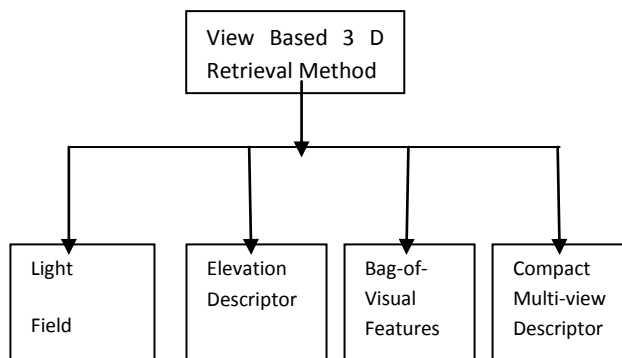 View Based 3 D
Retrieval Method
Light
Field
Elevation
Descriptor
Bag-of-
Visual
Features
Compact
Multi-view
Descriptor